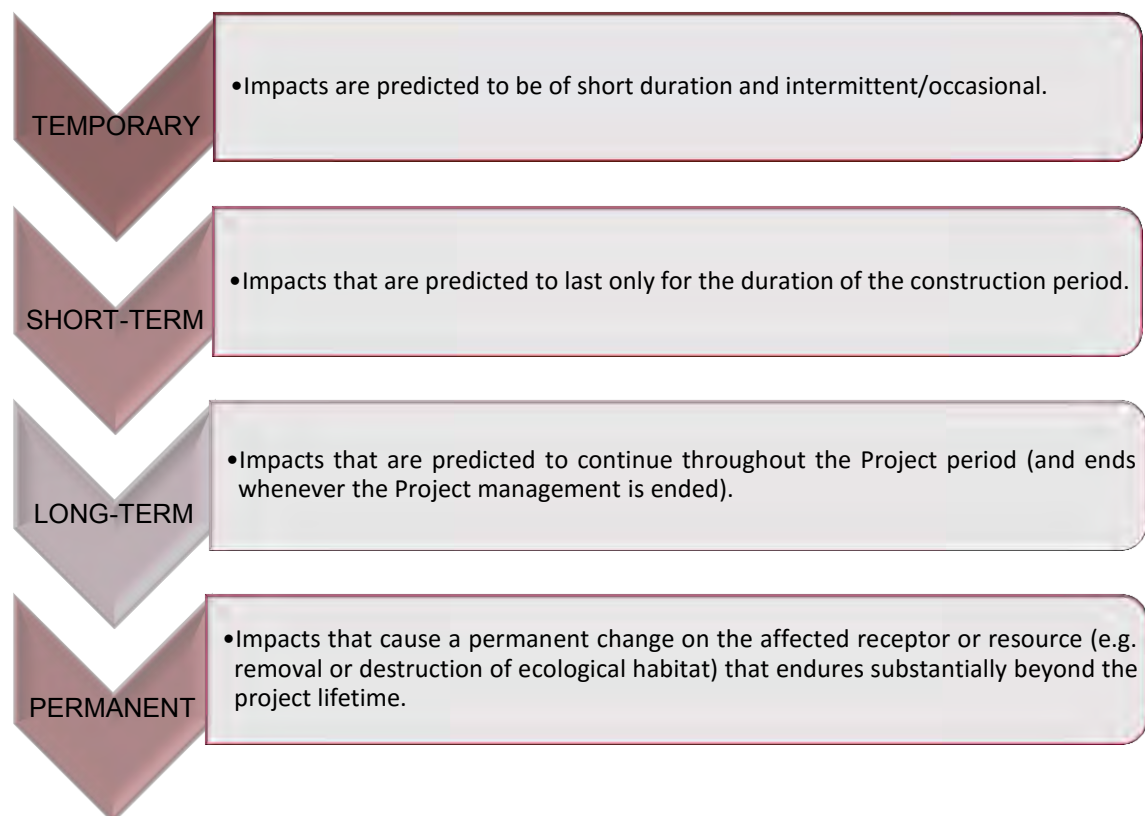 TEMPORARY
•Impacts are predicted to be of short duration and intermittent/occasional.
SHORT-TERM
•Impacts that are predicted to last only for the duration of the construction period.
LONG-TERM
•Impacts that are predicted to continue throughout the Project period (and ends
whenever the Project management is ended).
PERMANENT
•Impacts that cause a permanent change on the affected receptor or resource (e.g.
removal or destruction of ecological habitat) that endures substantially beyond the
project lifetime.